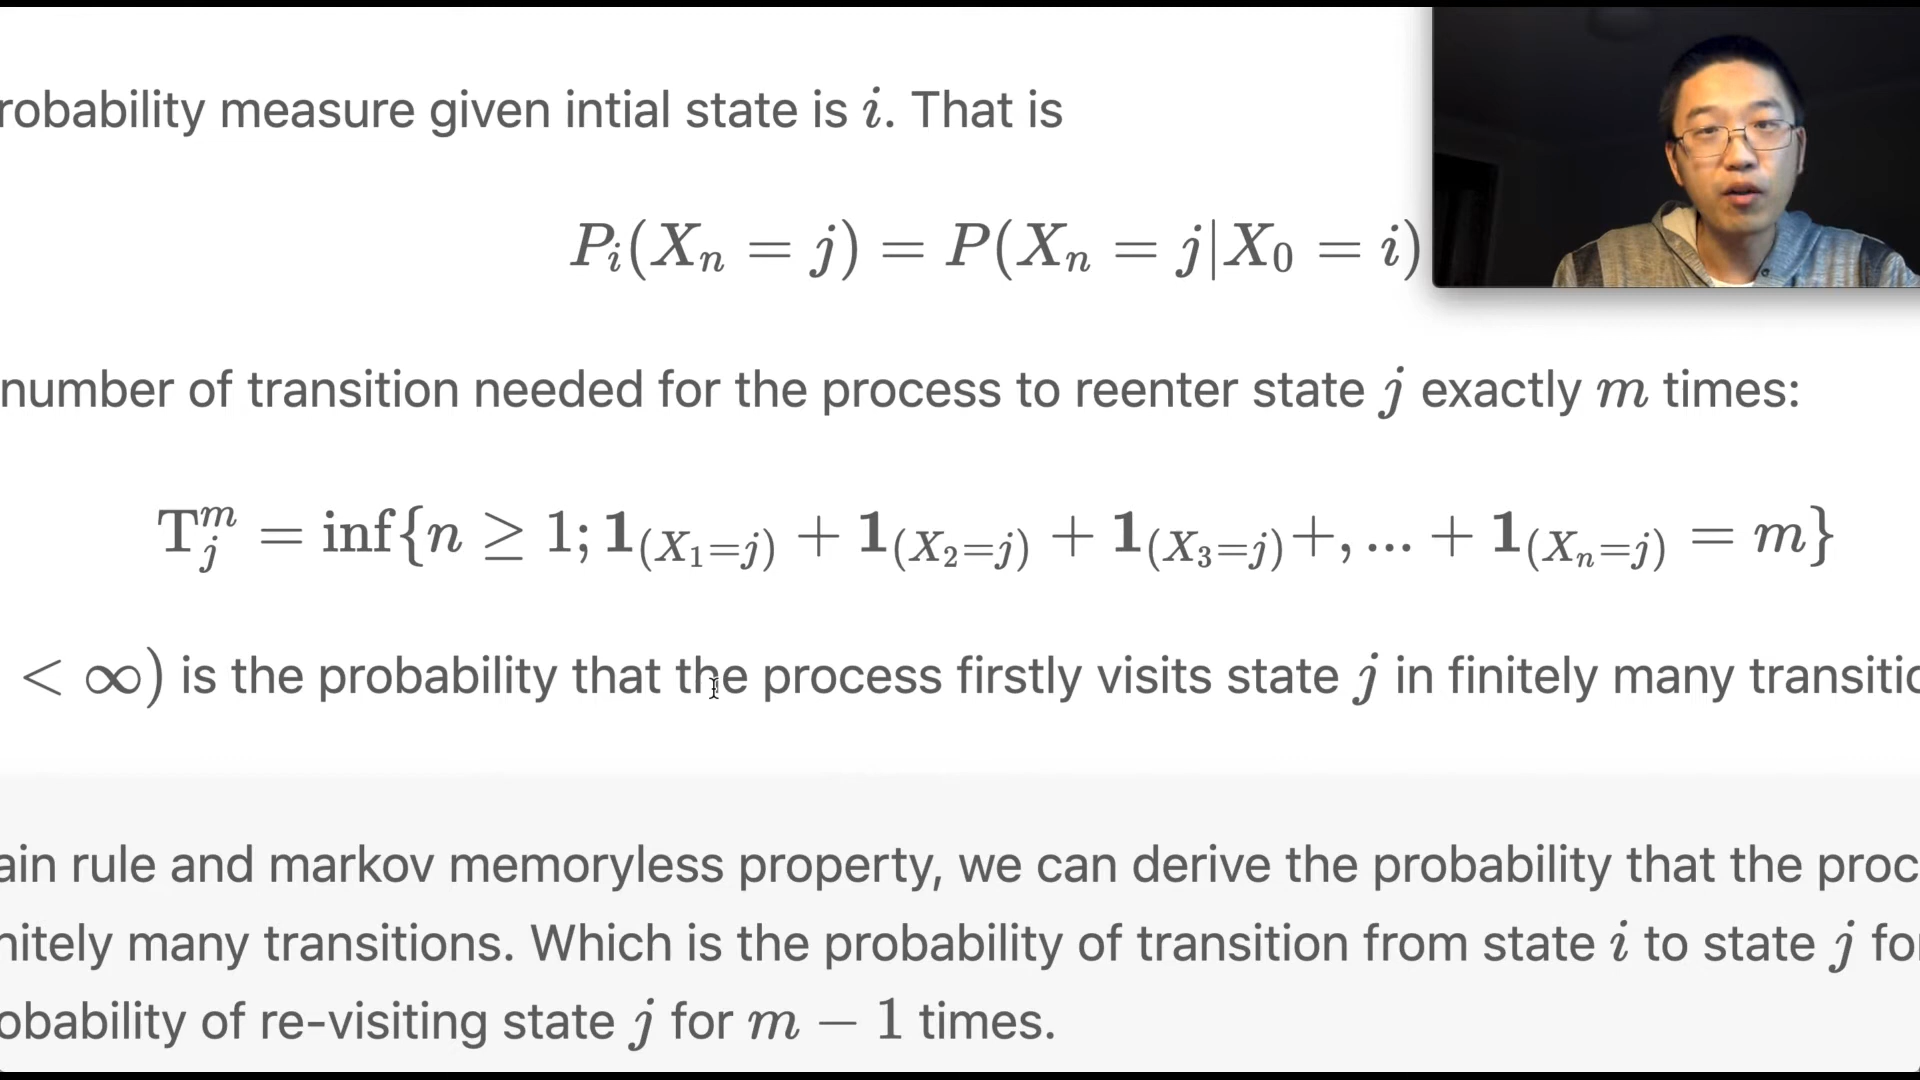 robability measure given intial state is i. That is
P_i(X_n = j) = P(X_n = j|X_0 = i)
number of transition needed for the process to reenter state j exactly m times:
T_j^m = inf{n ≥ 1; 1_(X_1=j) + 1_(X_2=j) + 1_(X_3=j)+, ... + 1_(X_n=j) = m}
< ∞) is the probability that the process firstly visits state j in finitely many transitio
ain rule and markov memoryless property, we can derive the probability that the proc
nitely many transitions. Which is the probability of transition from state i to state j for
obability of re-visiting state j for m − 1 times.